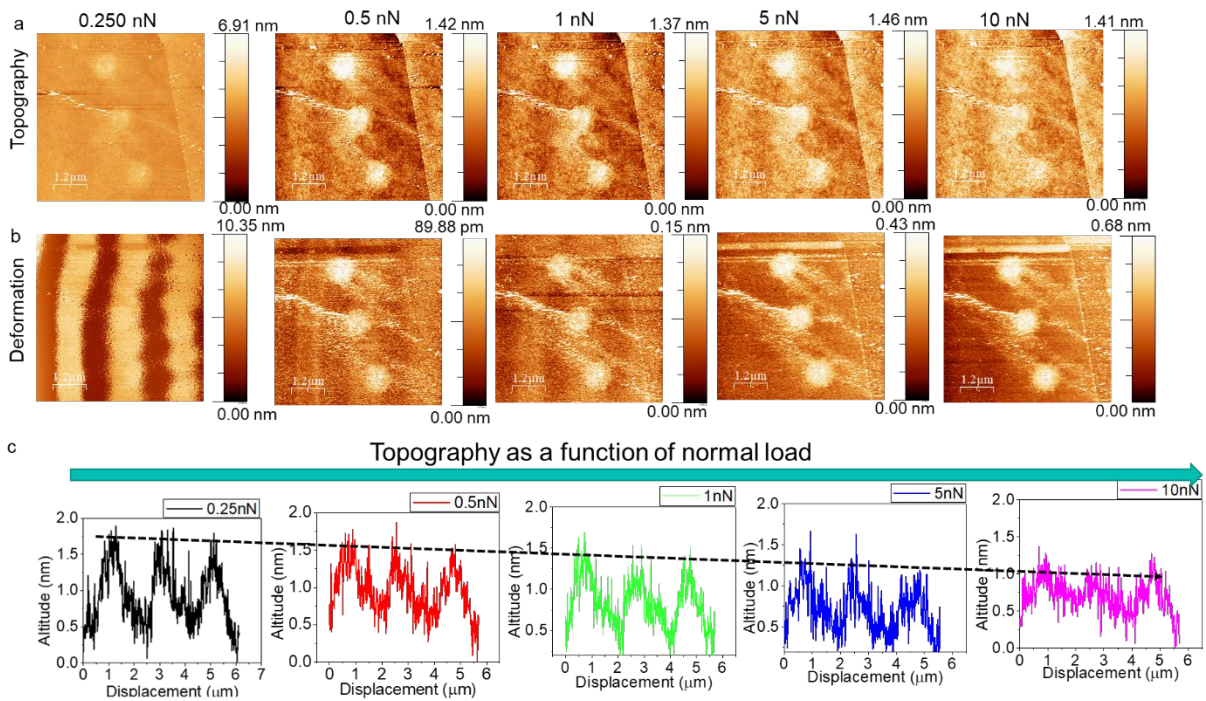 a
0.250 nN
0.5 nN
1 nN
5 nN
10 nN
6.91 nm
1.42 nm
1.37 nm
1.46 nm
1.41 nm
Topography
1.2µm
1.2µm
1.2µm
1.2µm
1.2µm
0.00 nm
0.00 nm
0.00 nm
0.00 nm
0.00 nm
b
10.35 nm
89.88 pm
0.15 nm
0.43 nm
0.68 nm
Deformation
1.2µm
1.2µm
1.2µm
1.2µm
1.2µm
0.00 nm
0.00 nm
0.00 nm
0.00 nm
0.00 nm
c
Topography as a function of normal load
0.25nN
0.5nN
1nN
5nN
10nN
Altitude (nm)
2.0
1.5
1.0
0.5
0.0
0 1 2 3 4 5 6 7
Displacement (µm)
Altitude (nm)
2.0
1.5
1.0
0.5
0.0
0 1 2 3 4 5 6
Displacement (µm)
Altitude (nm)
2.0
1.5
1.0
0.5
0 1 2 3 4 5 6
Displacement (µm)
Altitude (nm)
2.0
1.5
1.0
0.5
0 1 2 3 4 5 6
Displacement (µm)
Altitude (nm)
2.0
1.5
1.0
0.5
0.0
0 1 2 3 4 5 6
Displacement (µm)